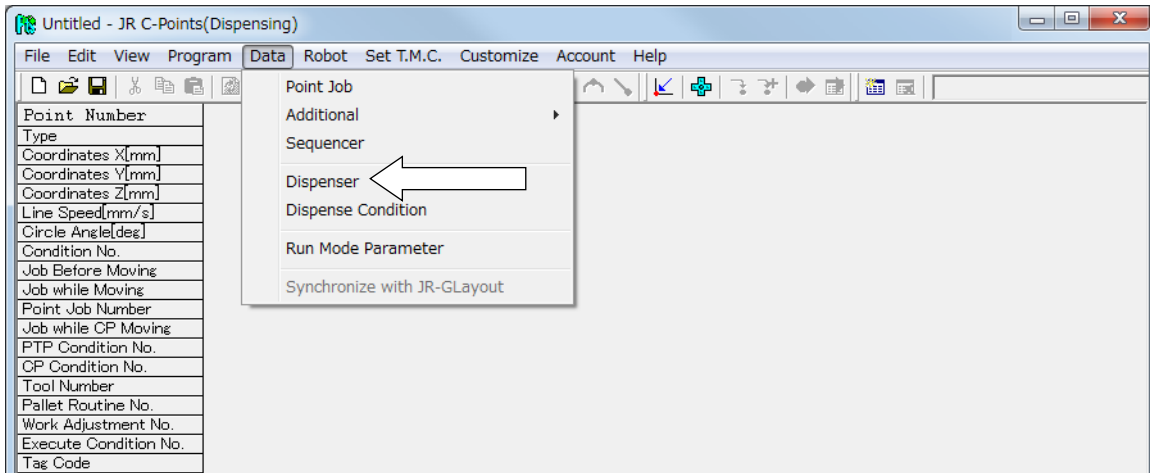 Untitled - JR C-Points(Dispensing)
File Edit View Program Data Robot Set T.M.C. Customize Account Help
Point Job
Additional
Sequencer
Dispenser
Dispense Condition
Run Mode Parameter
Synchronize with JR-GLayout
Point Number
Type
Coordinates X[mm]
Coordinates Y[mm]
Coordinates Z[mm]
Line Speed[mm/s]
Circle Angle[deg]
Condition No.
Job Before Moving
Job while Moving
Point Job Number
Job while CP Moving
PTP Condition No.
CP Condition No.
Tool Number
Pallet Routine No.
Work Adjustment No.
Execute Condition No.
Tag Code